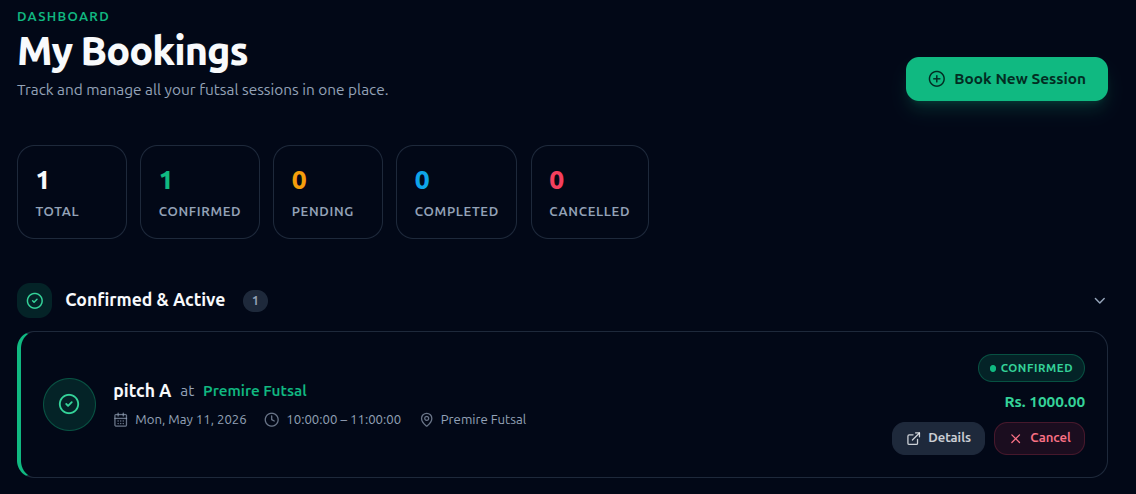 DASHBOARD
My Bookings
Track and manage all your futsal sessions in one place.
Book New Session
1
TOTAL
1
CONFIRMED
0
PENDING
0
COMPLETED
0
CANCELLED
Confirmed & Active 1
pitch A at Premire Futsal
Mon, May 11, 2026 10:00:00 – 11:00:00 Premire Futsal
CONFIRMED
Rs. 1000.00
Details Cancel